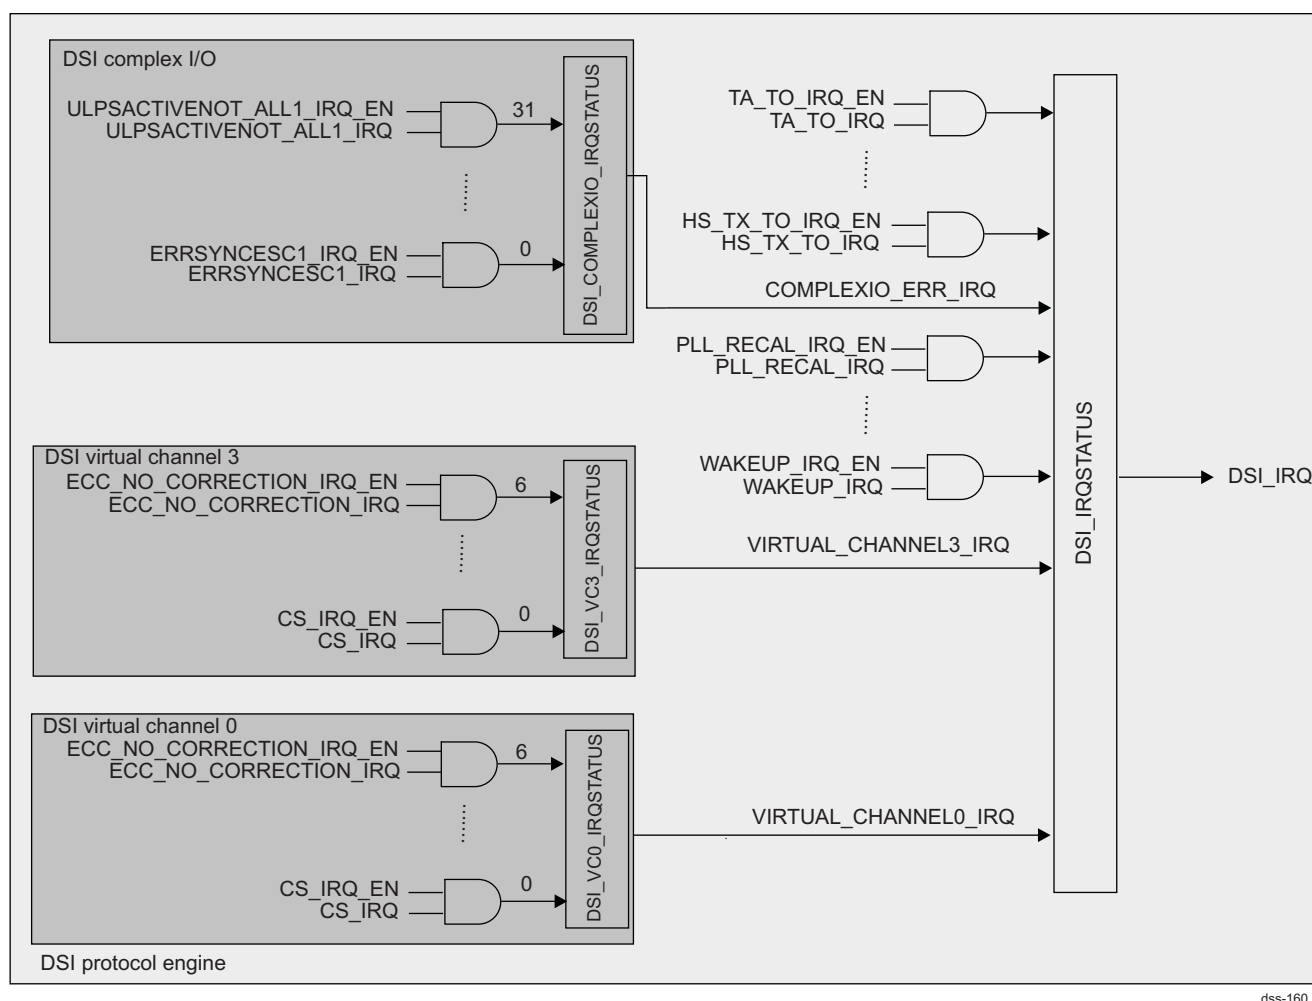 DSI complex I/O
ULPSACTIVENOT_ALL1_IRQ_EN
ULPSACTIVENOT_ALL1_IRQ
31
ERRSYNCESC1_IRQ_EN
ERRSYNCESC1_IRQ
0
DSI_COMPLEXIO_IRQSTATUS
TA_TO_IRQ_EN
TA_TO_IRQ
HS_TX_TO_IRQ_EN
HS_TX_TO_IRQ
COMPLEXIO_ERR_IRQ
PLL_RECAL_IRQ_EN
PLL_RECAL_IRQ
WAKEUP_IRQ_EN
WAKEUP_IRQ
DSI virtual channel 3
ECC_NO_CORRECTION_IRQ_EN
ECC_NO_CORRECTION_IRQ
6
CS_IRQ_EN
CS_IRQ
0
DSI_VC3_IRQSTATUS
VIRTUAL_CHANNEL3_IRQ
DSI_IRQSTATUS
DSI_IRQ
DSI virtual channel 0
ECC_NO_CORRECTION_IRQ_EN
ECC_NO_CORRECTION_IRQ
6
CS_IRQ_EN
CS_IRQ
0
DSI_VC0_IRQSTATUS
VIRTUAL_CHANNEL0_IRQ
DSI protocol engine
dss-160